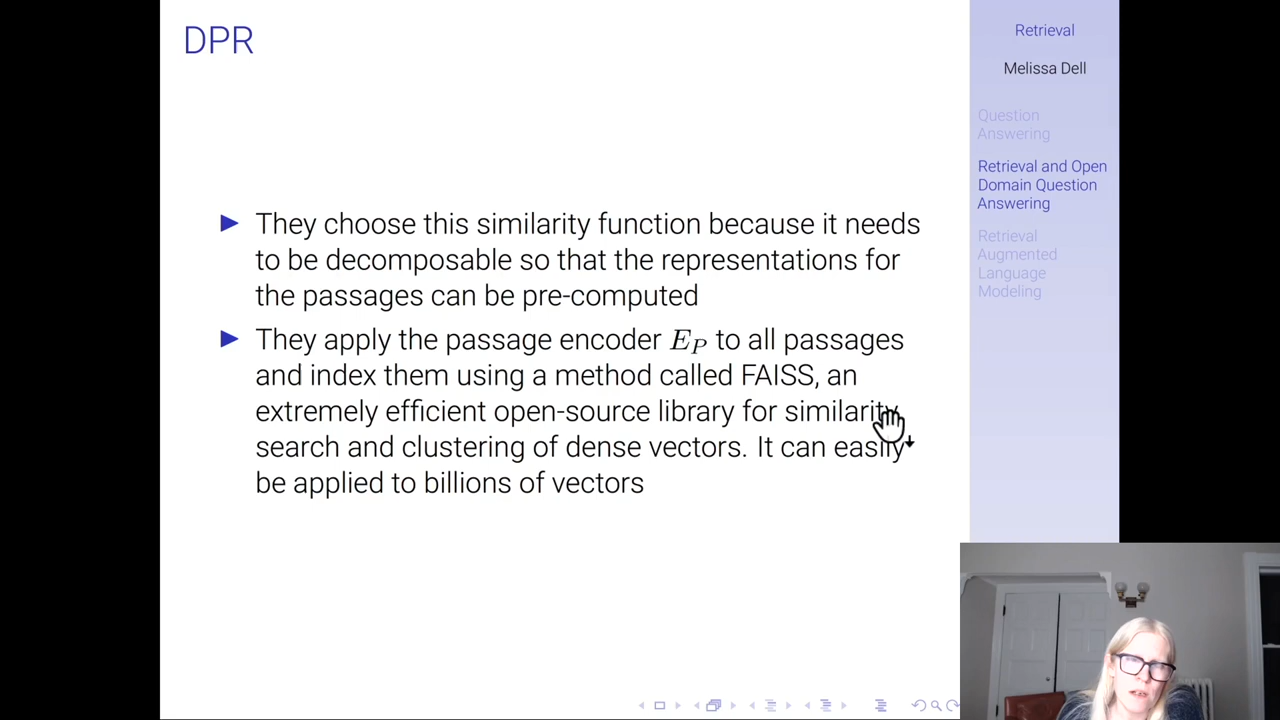 DPR
They choose this similarity function because it needs
to be decomposable so that the representations for
the passages can be pre-computed
They apply the passage encoder E_P to all passages
and index them using a method called FAISS, an
extremely efficient open-source library for similarity
search and clustering of dense vectors. It can easily
be applied to billions of vectors
Retrieval
Melissa Dell
Question
Answering
Retrieval and Open
Domain Question
Answering
Retrieval
Augmented
Language
Modeling